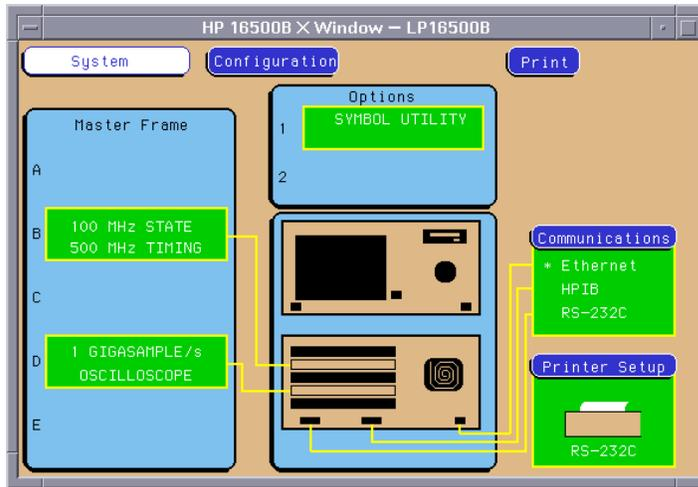 HP 16500B X Window — LP16500B
System
Configuration
Print
Master Frame
A
B
100 MHz STATE
500 MHz TIMING
C
D
1 GIGASAMPLE/s
OSCILLOSCOPE
E
Options
1
SYMBOL UTILITY
2
Communications
* Ethernet
HPIB
RS-232C
Printer Setup
RS-232C